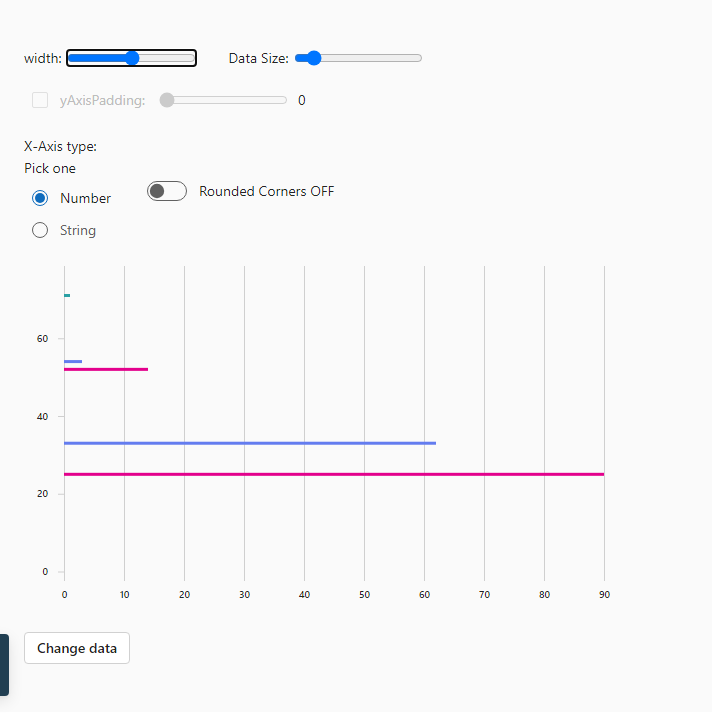 width: Data Size:
yAxisPadding: 0
X-Axis type:
Pick one
Number
Rounded Corners OFF
String
60
40
20
0
0 10 20 30 40 50 60 70 80 90
Change data